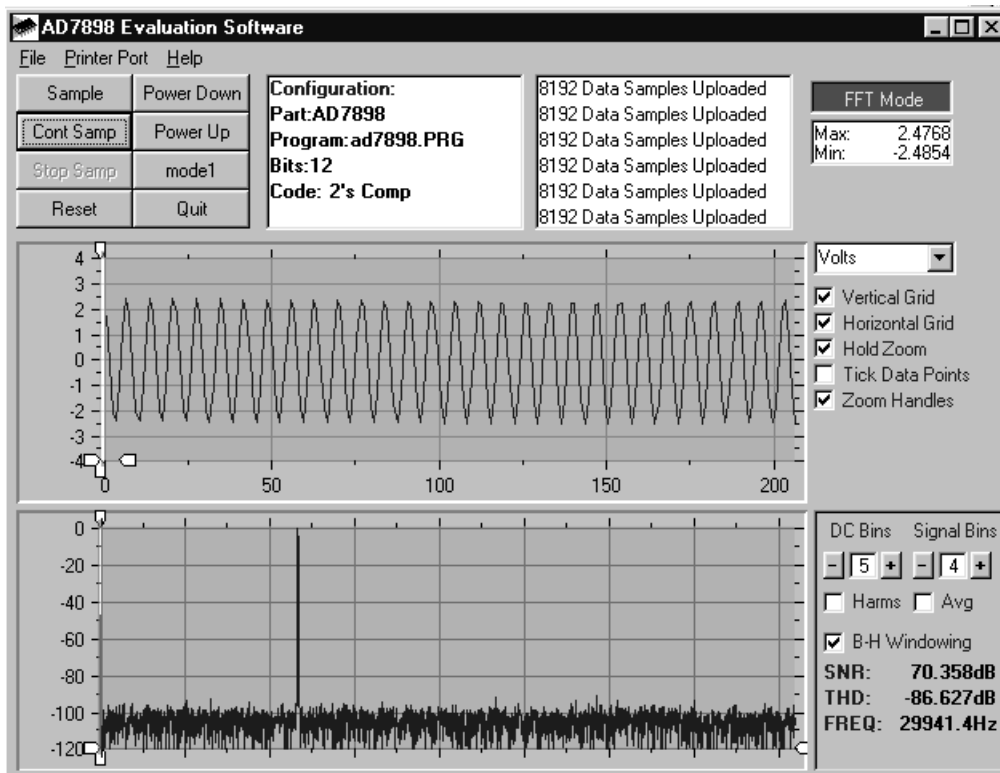 AD7898 Evaluation Software
File Printer Port Help
Sample Power Down
Cont Samp Power Up
Stop Samp mode1
Reset Quit
Configuration:
Part:AD7898
Program:ad7898.PRG
Bits:12
Code: 2's Comp
8192 Data Samples Uploaded
8192 Data Samples Uploaded
8192 Data Samples Uploaded
8192 Data Samples Uploaded
8192 Data Samples Uploaded
8192 Data Samples Uploaded
FFT Mode
Max: 2.4768
Min: -2.4854
4
3
2
1
0
-1
-2
-3
-4
0 50 100 150 200
Volts
Vertical Grid
Horizontal Grid
Hold Zoom
Tick Data Points
Zoom Handles
0
-20
-40
-60
-80
-100
-120
DC Bins Signal Bins
- 5 + - 4 +
Harms Avg
B-H Windowing
SNR: 70.358dB
THD: -86.627dB
FREQ: 29941.4Hz